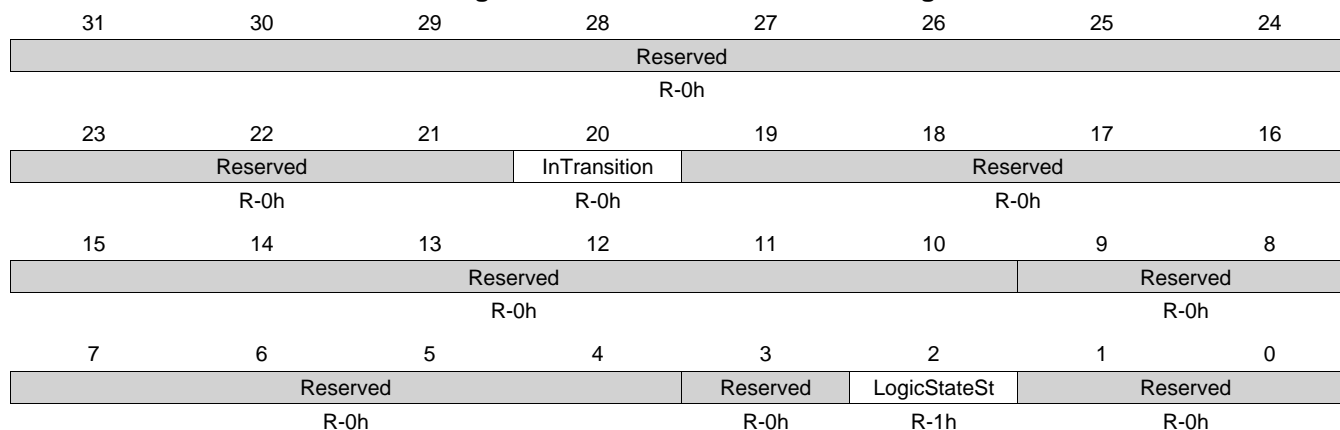 31 30 29 28 27 26 25 24
Reserved
R-0h
23 22 21 20 19 18 17 16
Reserved InTransition Reserved
R-0h R-0h R-0h
15 14 13 12 11 10 9 8
Reserved Reserved
R-0h R-0h
7 6 5 4 3 2 1 0
Reserved Reserved LogicStateSt Reserved
R-0h R-0h R-1h R-0h